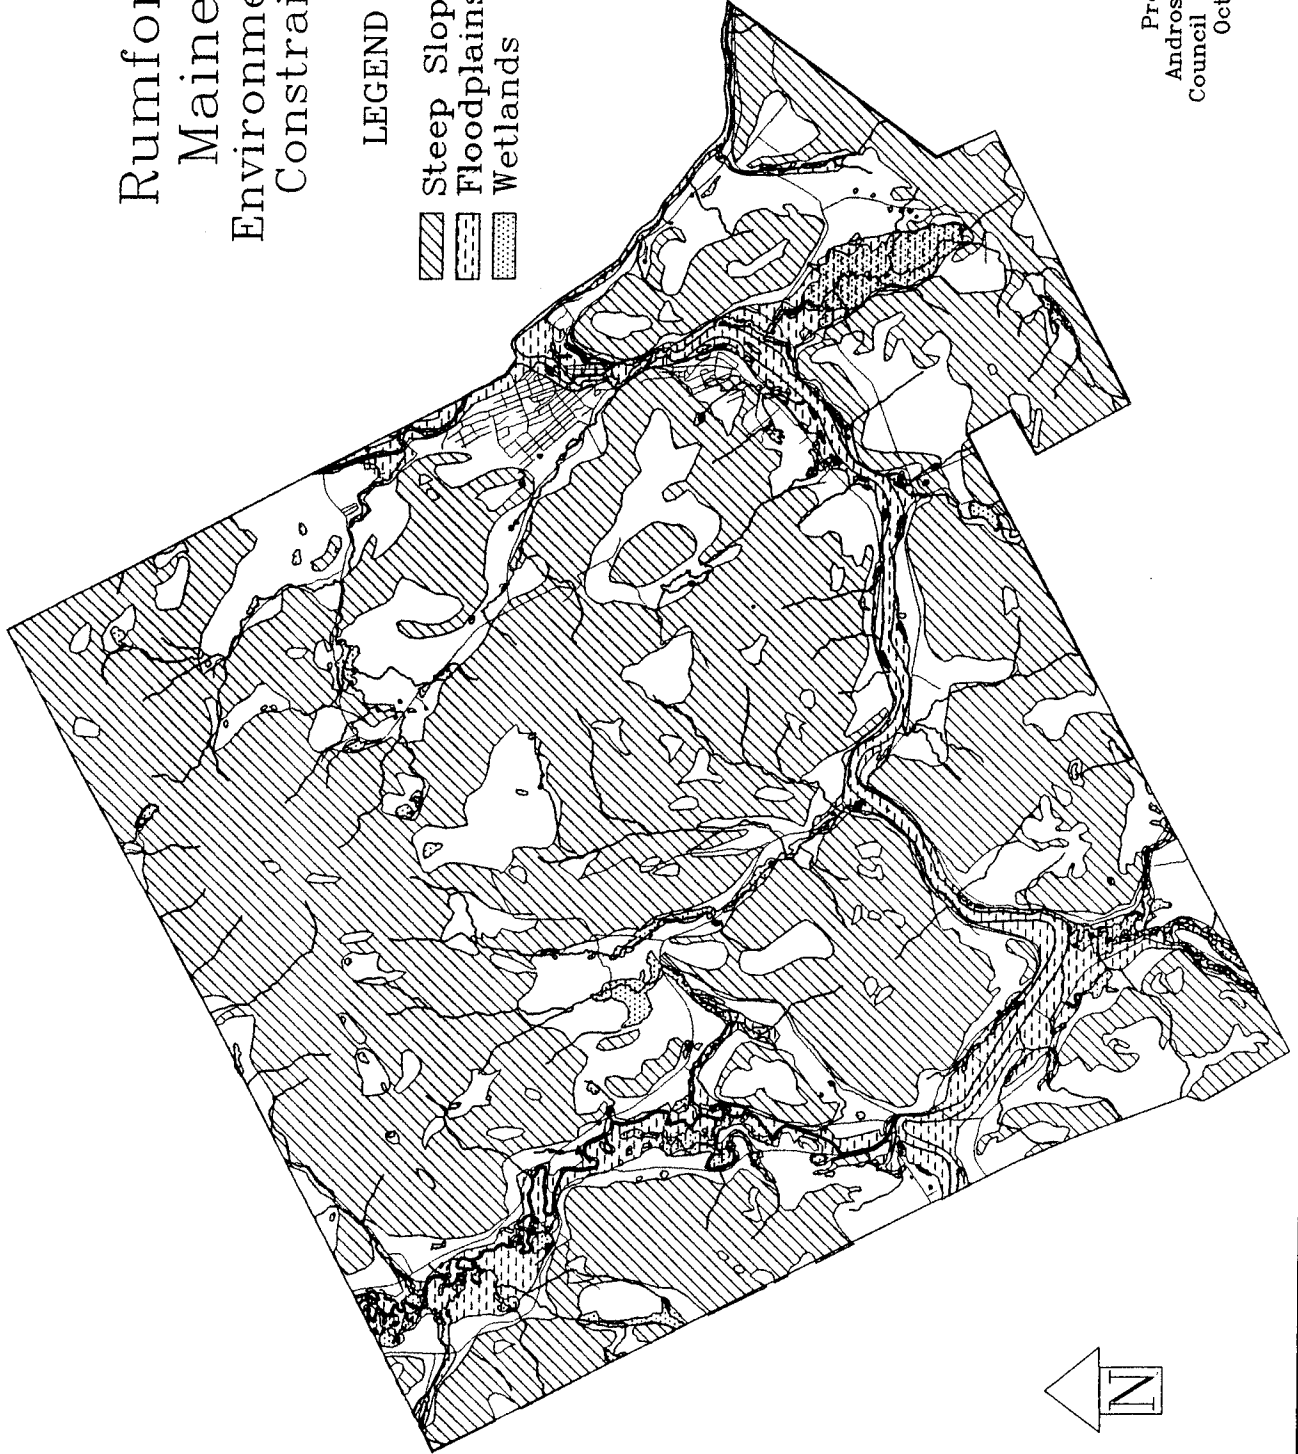 Rumfor
Maine
Environme
Constrai
LEGEND
Steep Slop
Floodplains
Wetlands
Pr
Andros
Council
Oct
N